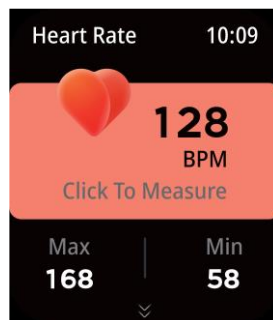 Heart Rate 10:09
128
BPM
Click To Measure
Max Min
168 58